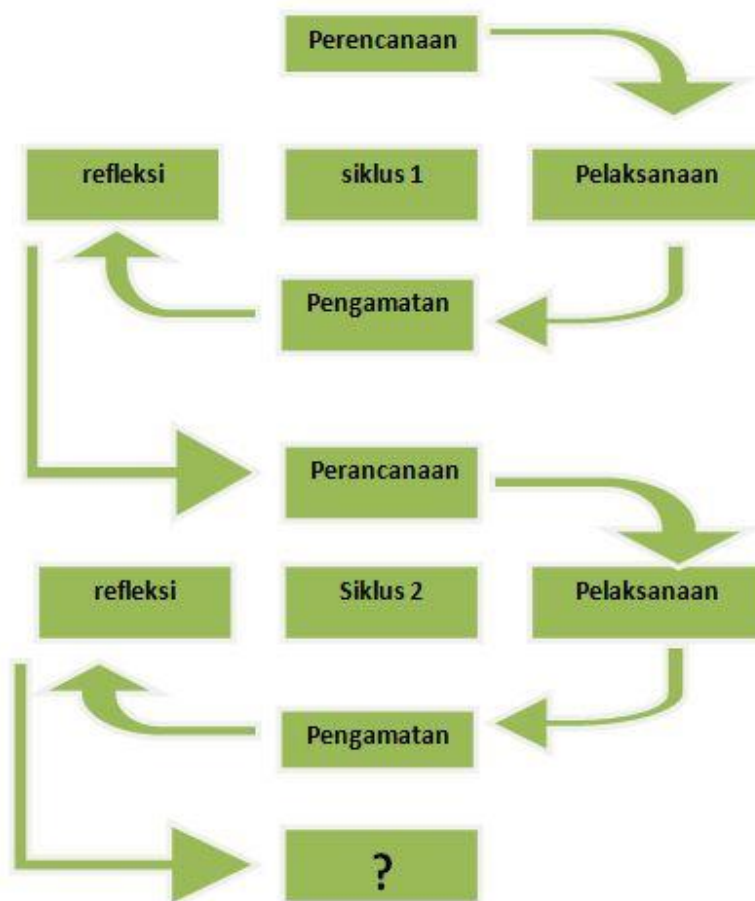 Perencanaan
refleksi
siklus 1
Pelaksanaan
Pengamatan
Perancanaan
refleksi
Siklus 2
Pelaksanaan
Pengamatan
?